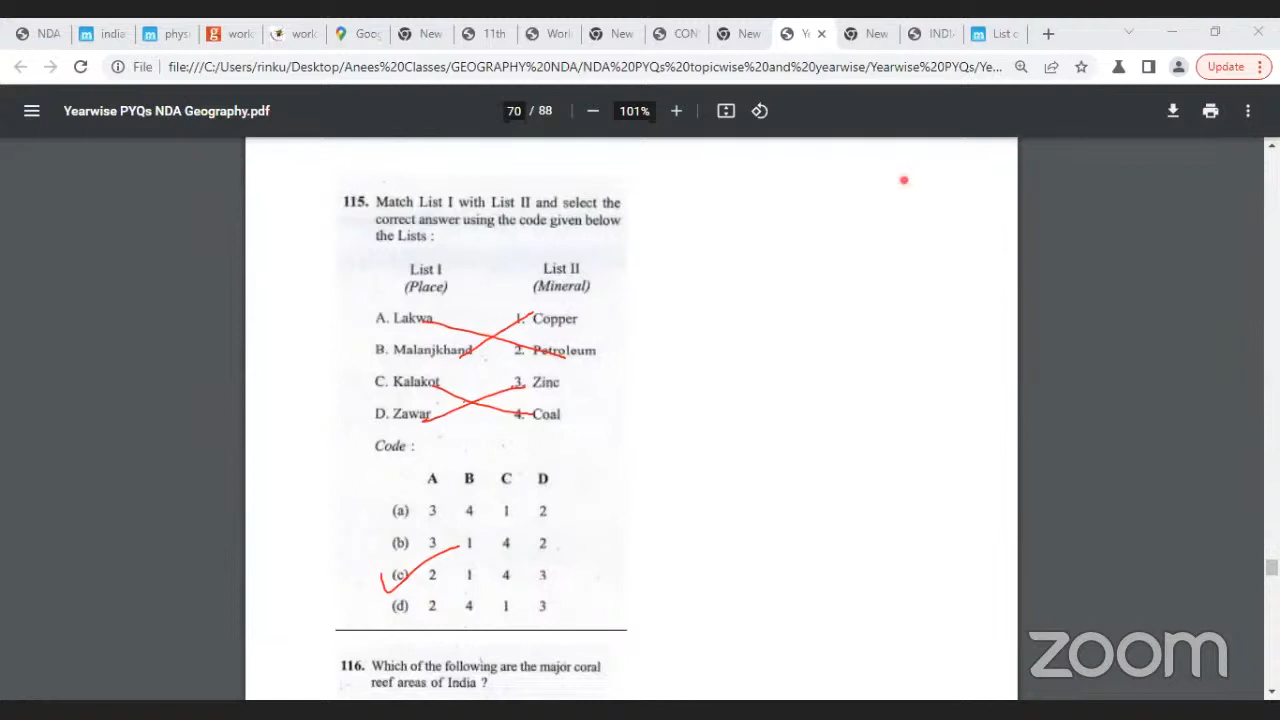 NDA
india
phys
work
work
Goog
New
11th
Worl
New
CON
New
Y
New
INDI
List o
File
file:///C:/Users/rinku/Desktop/Anees%20Classes/GEOGRAPHY%20NDA/NDA%20PYQs%20topicwise%20and%20yearwise/Yearwise%20PYQs/Ye...
Update
Yearwise PYQs NDA Geography.pdf
70 / 88
101%
115. Match List I with List II and select the
correct answer using the code given below
the Lists :
List I List II
(Place) (Mineral)
A. Lakwa 1. Copper
B. Malanjkhand 2. Petroleum
C. Kalakot 3. Zinc
D. Zawar 4. Coal
Code :
A B C D
(a) 3 4 1 2
(b) 3 1 4 2
(c) 2 1 4 3
(d) 2 4 1 3
116. Which of the following are the major coral
reef areas of India ?
zoom